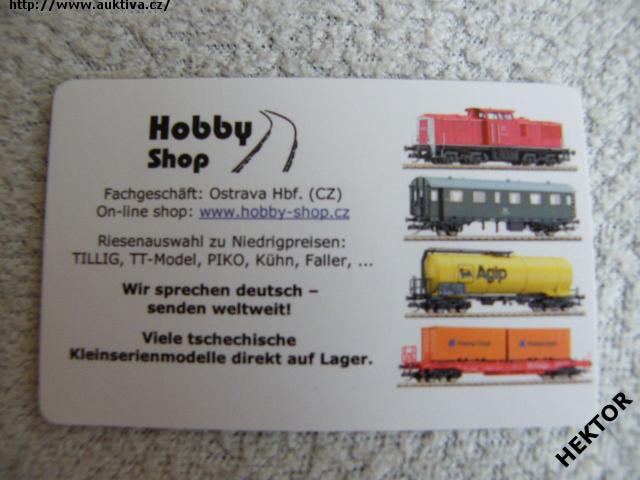 http://www.auktiva.cz/
Hobby
Shop
Fachgeschäft: Ostrava Hbf. (CZ)
On-line shop: www.hobby-shop.cz
Riesenauswahl zu Niedrigpreisen:
TILLIG, TT-Model, PIKO, Kühn, Faller, ...
Wir sprechen deutsch –
senden weltweit!
Viele tschechische
Kleinserienmodelle direkt auf Lager.
Agip
HEKTOR